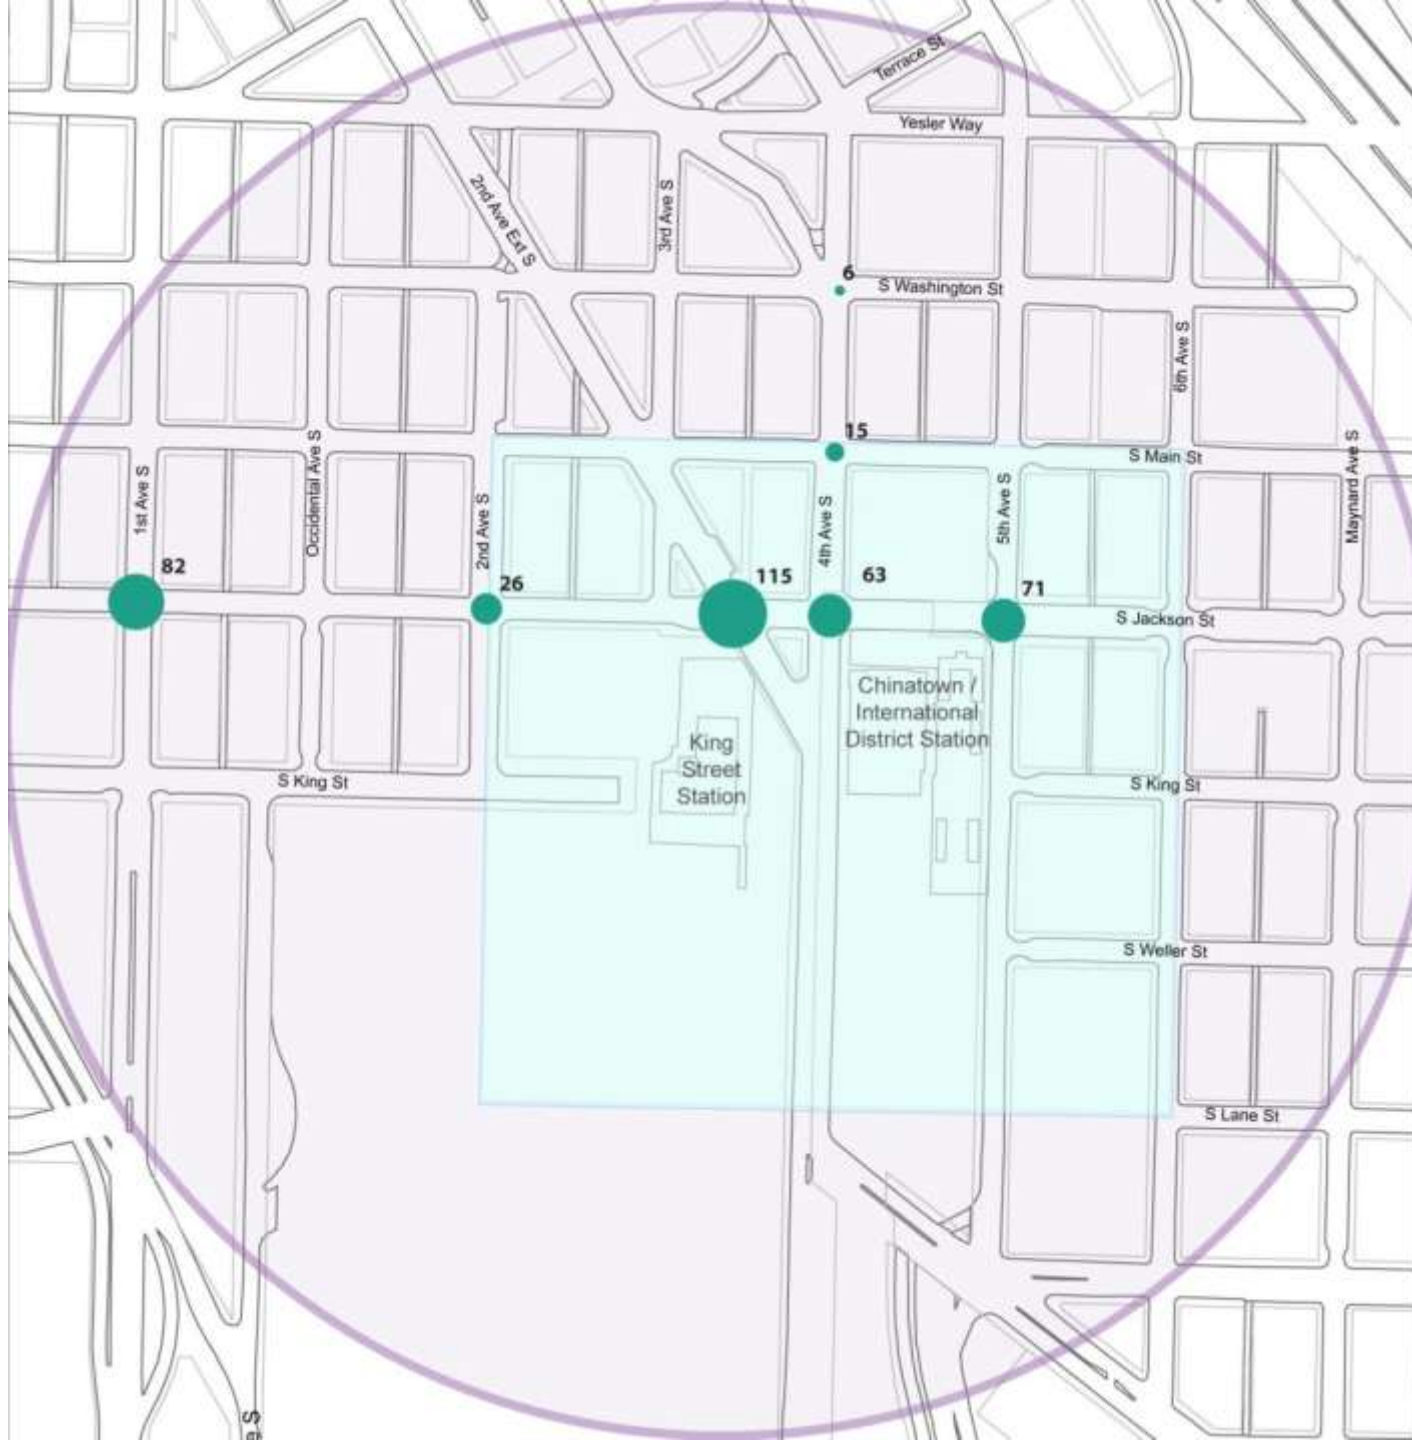 Terrace St
Yesler Way
2nd Ave Ext S
3rd Ave S
6
S Washington St
6th Ave S
15
S Main St
Maynard Ave S
Occidental Ave S
1st Ave S
2nd Ave S
4th Ave S
5th Ave S
82
26
115
63
71
S Jackson St
Chinatown /
International
District Station
King
Street
Station
S King St
S King St
S Weller St
S Lane St